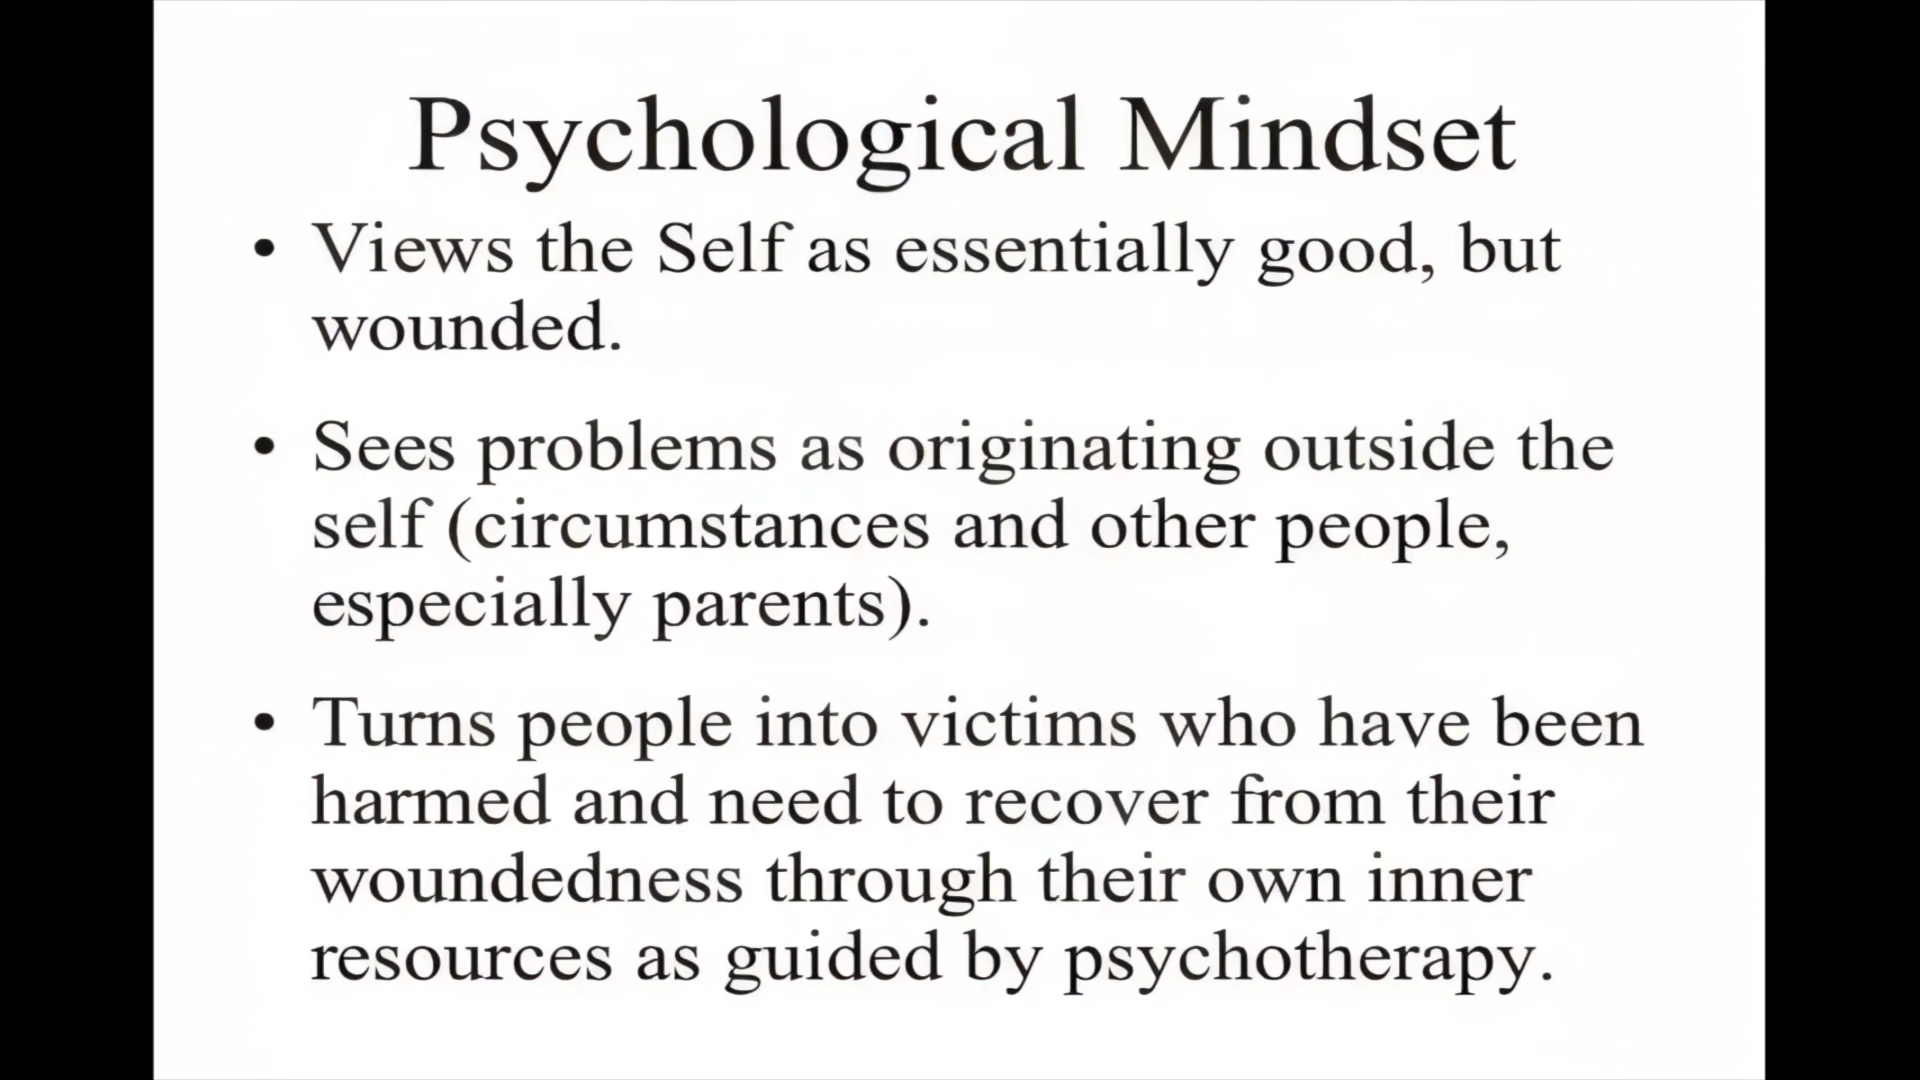 Psychological Mindset
• Views the Self as essentially good, but
wounded.
• Sees problems as originating outside the
self (circumstances and other people,
especially parents).
• Turns people into victims who have been
harmed and need to recover from their
woundedness through their own inner
resources as guided by psychotherapy.